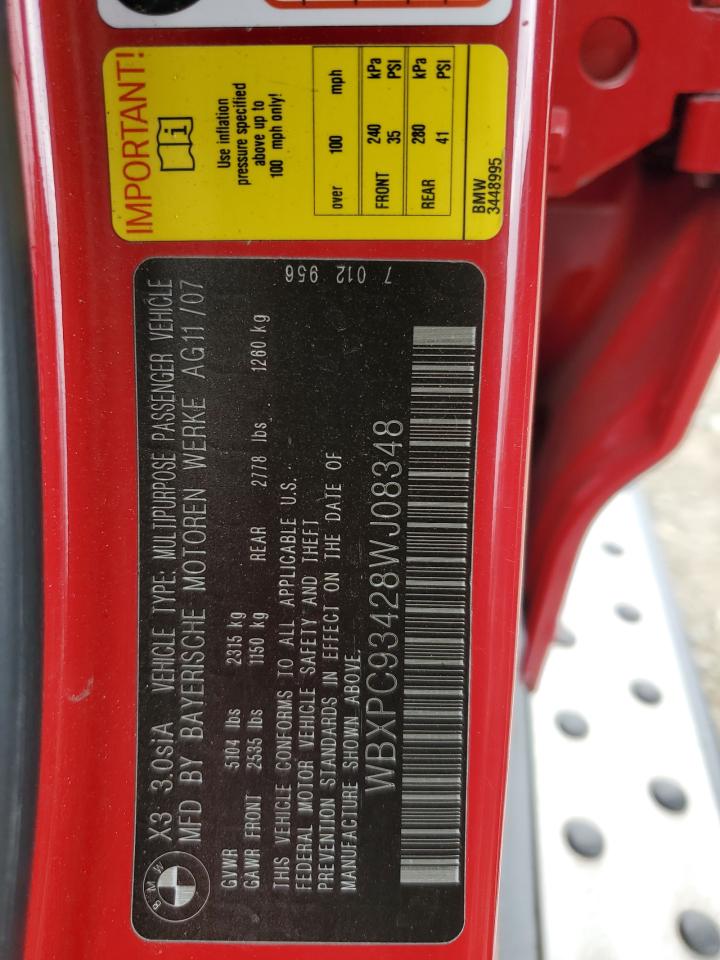 IMPORTANT!
i
Use inflation
pressure specified
above up to
100 mph only!
over 100 mph
FRONT 240 kPa
35 PSI
REAR 280 kPa
41 PSI
BMW
3448995
7 012 956
BMW
X3 3.0siA VEHICLE TYPE: MULTIPURPOSE PASSENGER VEHICLE
MFD BY BAYERISCHE MOTOREN WERKE AG 11/07
GVWR 5104 lbs 2315 kg
GAWR FRONT 2535 lbs 1150 kg REAR 2778 lbs 1260 kg
THIS VEHICLE CONFORMS TO ALL APPLICABLE U.S.
FEDERAL MOTOR VEHICLE SAFETY AND THEFT
PREVENTION STANDARDS IN EFFECT ON THE DATE OF
MANUFACTURE SHOWN ABOVE.
WBXPC93428WJ08348